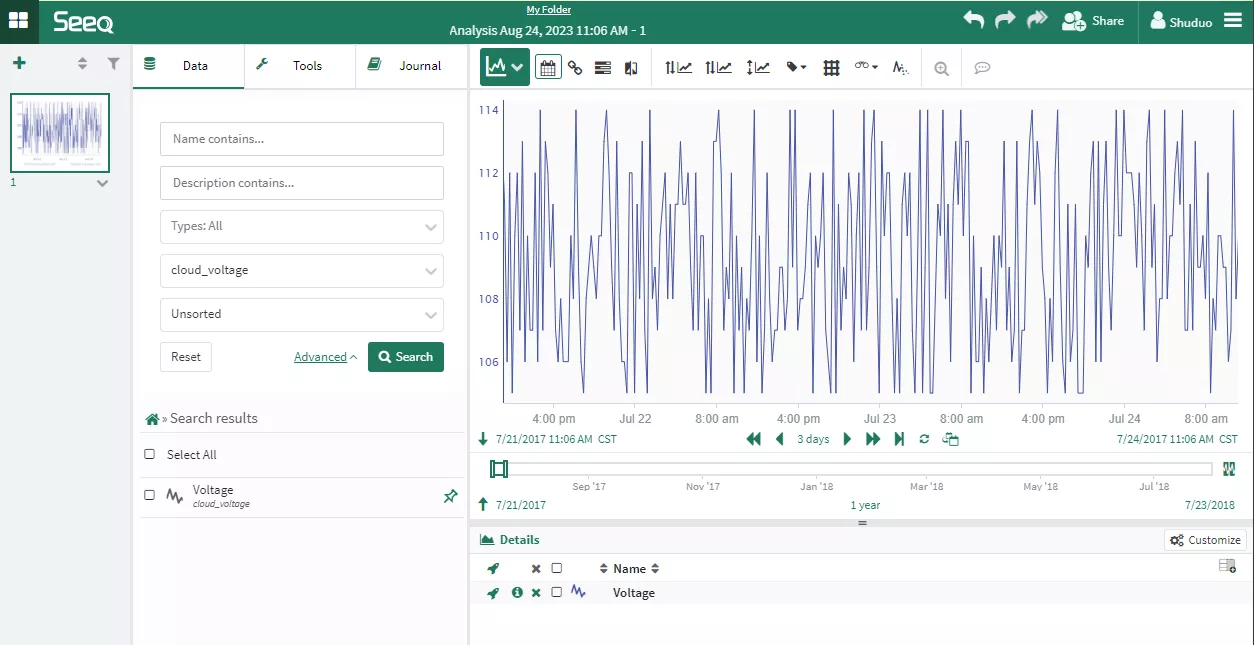 My Folder
Seeq
Analysis Aug 24, 2023 11:06 AM - 1
Share
Shuduo
Data
Tools
Journal
1
Name contains...
Description contains...
Types: All
cloud_voltage
Unsorted
Reset
Advanced
Search
» Search results
Select All
Voltage
cloud_voltage
114
112
110
108
106
4:00 pm Jul 22 8:00 am 4:00 pm Jul 23 8:00 am 4:00 pm Jul 24 8:00 am
7/21/2017 11:06 AM CST
3 days
7/24/2017 11:06 AM CST
Sep '17 Nov '17 Jan '18 Mar '18 May '18 Jul '18
7/21/2017
1 year
7/23/2018
Details
Customize
Name
Voltage